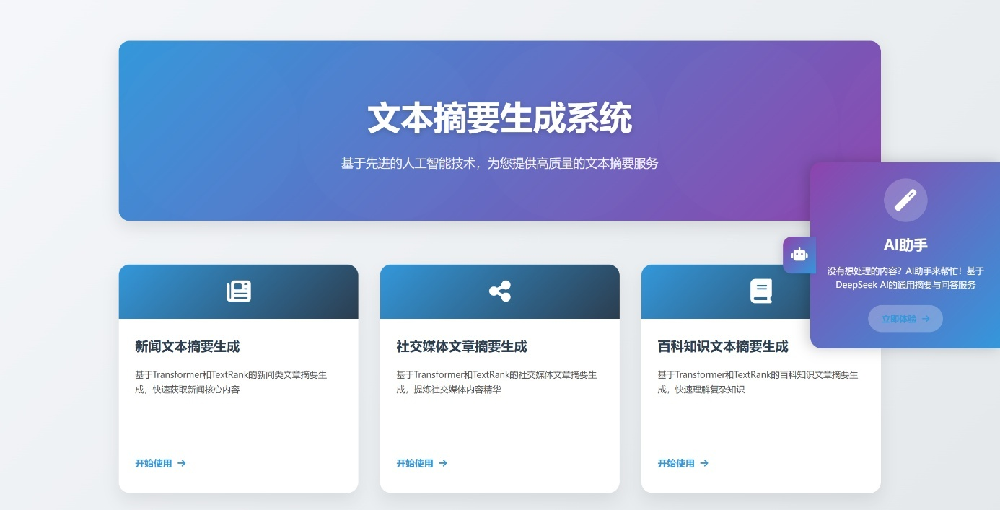 文本摘要生成系统
基于先进的人工智能技术，为您提供高质量的文本摘要服务
AI助手
没有想处理的内容？AI助手来帮忙！基于
DeepSeek AI的通用摘要与问答服务
立即体验
新闻文本摘要生成
基于Transformer和TextRank的新闻类文章摘要生
成，快速获取新闻核心内容
开始使用
社交媒体文章摘要生成
基于Transformer和TextRank的社交媒体文章摘要生
成，提炼社交媒体内容精华
开始使用
百科知识文本摘要生成
基于Transformer和TextRank的百科知识文章摘要生
成，快速理解复杂知识
开始使用